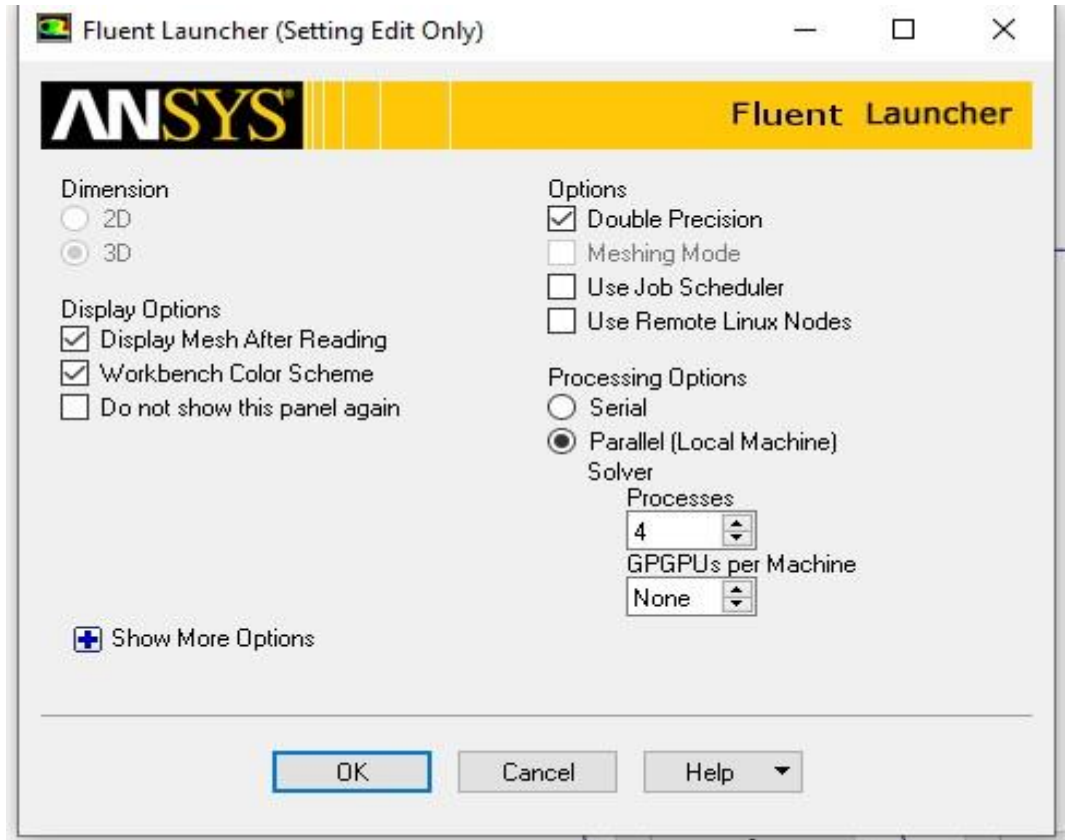 Fluent Launcher (Setting Edit Only)
ANSYS
Fluent Launcher
Dimension
2D
3D
Display Options
Display Mesh After Reading
Workbench Color Scheme
Do not show this panel again
Options
Double Precision
Meshing Mode
Use Job Scheduler
Use Remote Linux Nodes
Processing Options
Serial
Parallel (Local Machine)
Solver
Processes
4
GPGPUs per Machine
None
Show More Options
OK
Cancel
Help